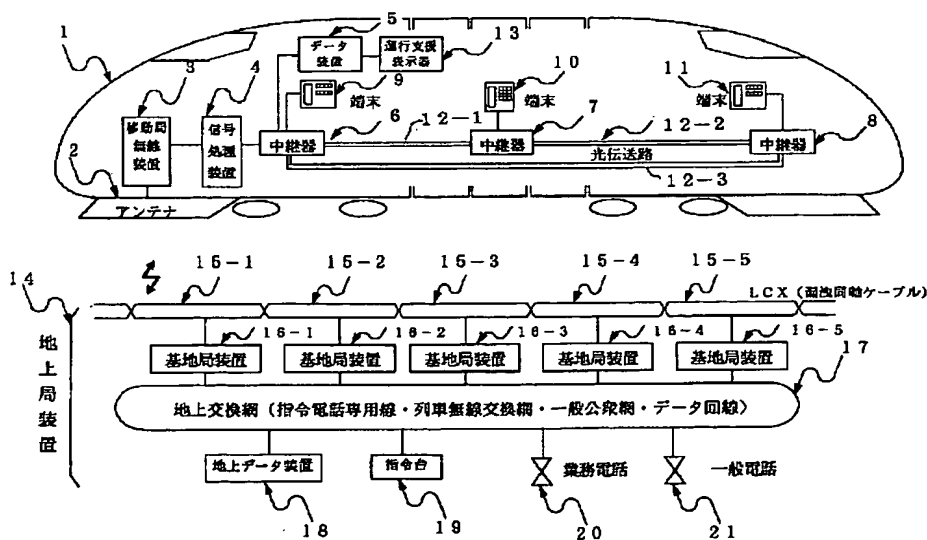 5
13
1
データ
装置
運行支援
表示器
3
4
9
端末
10
端末
11
端末
6
12-1
7
12-2
8
移動局
無線
装置
信号
処理
装置
中継器
中継器
中継器
光伝送路
2
12-3
アンテナ
14
15-1
15-2
15-3
15-4
15-5
LCX(漏洩同軸ケーブル)
16-1
16-2
16-3
16-4
16-5
基地局装置
基地局装置
基地局装置
基地局装置
基地局装置
17
地上局装置
地上交換網(指令電話専用線・列車無線交換網・一般公衆網・データ回線)
地上データ装置
指令台
業務電話
一般電話
18
19
20
21